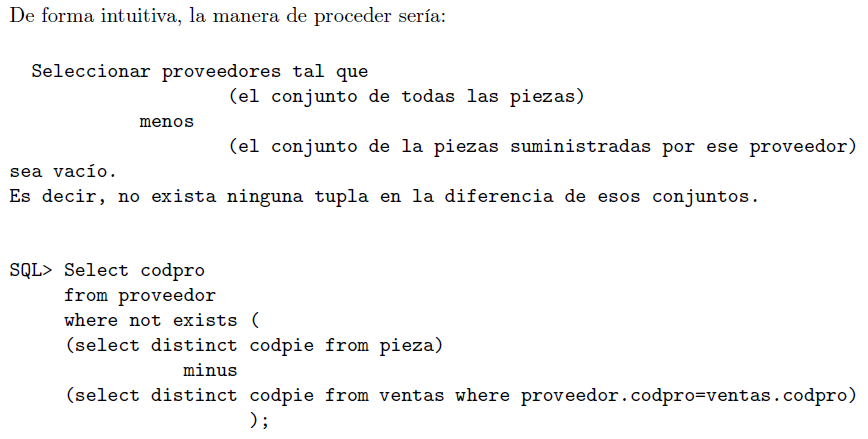 De forma intuitiva, la manera de proceder sería:
Seleccionar proveedores tal que
(el conjunto de todas las piezas)
menos
(el conjunto de la piezas suministradas por ese proveedor)
sea vacío.
Es decir, no exista ninguna tupla en la diferencia de esos conjuntos.
SQL> Select codpro
from proveedor
where not exists (
(select distinct codpie from pieza)
minus
(select distinct codpie from ventas where proveedor.codpro=ventas.codpro)
);